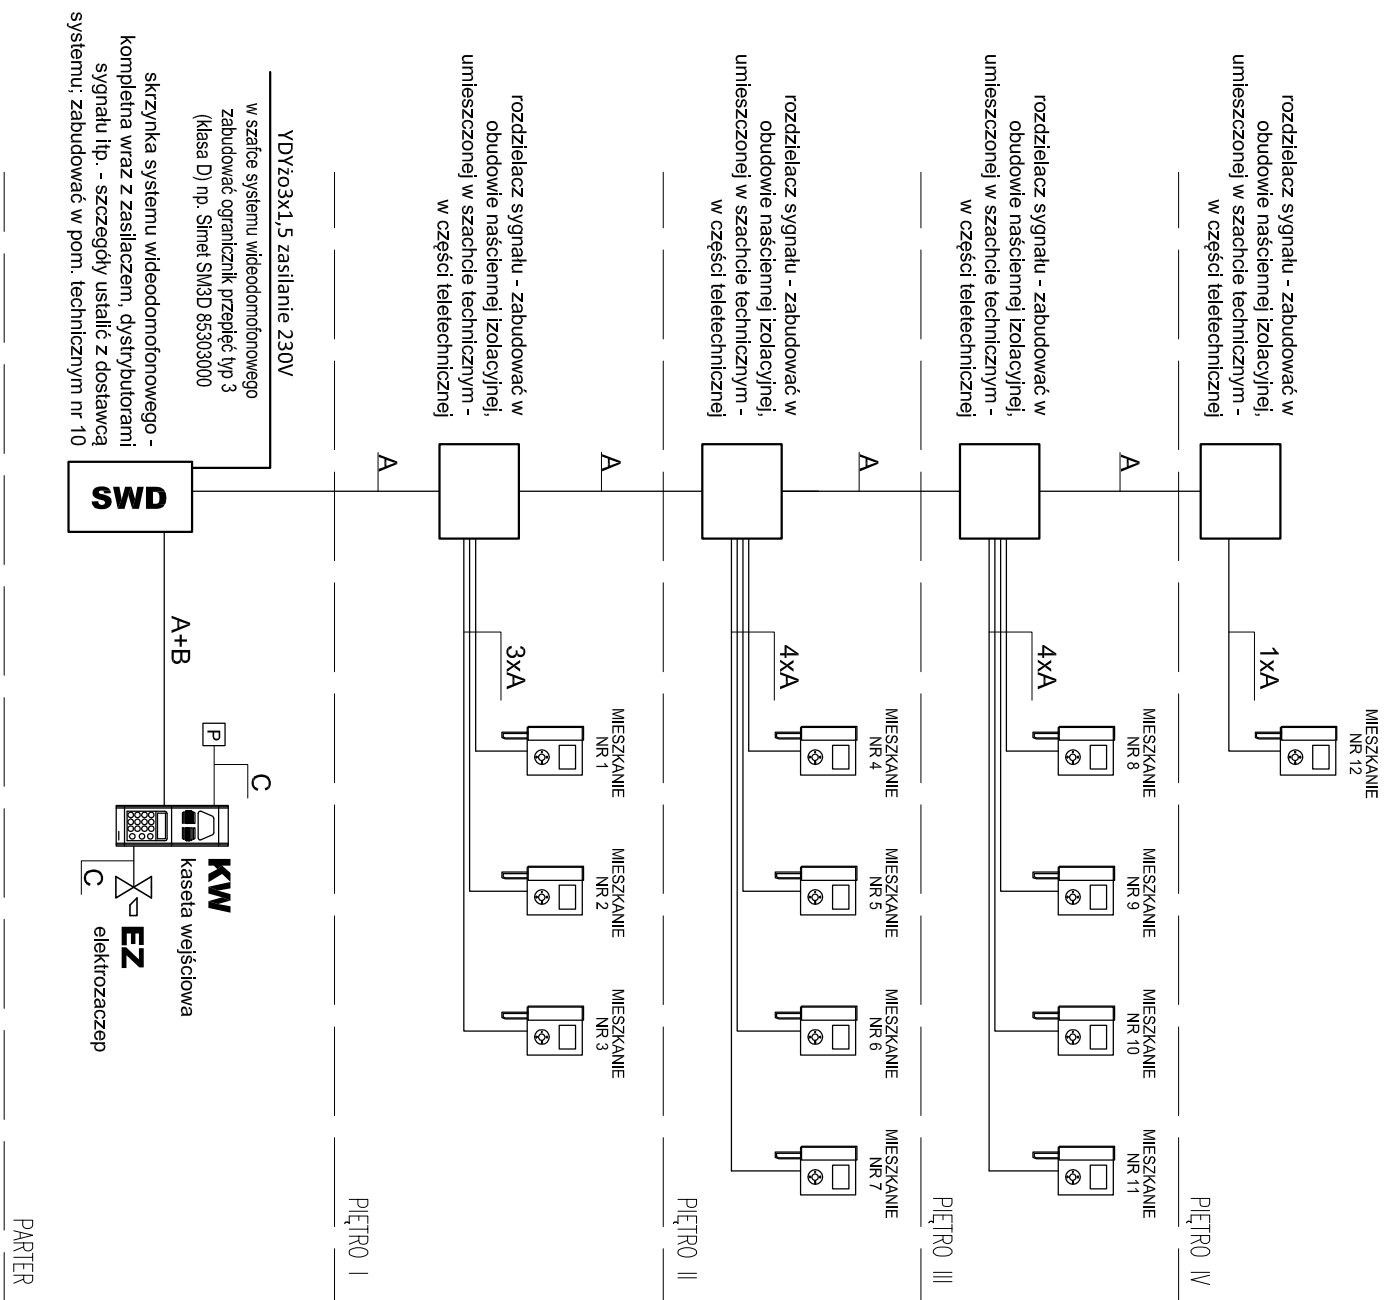 rozdzielacz sygnału - zabudować w
obudowie naściennej izolacyjnej,
umieszczonej w szachcie technicznym -
w części teletechnicznej
1xA
MIESZKANIE
NR 12
PIĘTRO IV
A
rozdzielacz sygnału - zabudować w
obudowie naściennej izolacyjnej,
umieszczonej w szachcie technicznym -
w części teletechnicznej
4xA
MIESZKANIE
NR 8
MIESZKANIE
NR 9
MIESZKANIE
NR 10
MIESZKANIE
NR 11
PIĘTRO III
A
rozdzielacz sygnału - zabudować w
obudowie naściennej izolacyjnej,
umieszczonej w szachcie technicznym -
w części teletechnicznej
4xA
MIESZKANIE
NR 4
MIESZKANIE
NR 5
MIESZKANIE
NR 6
MIESZKANIE
NR 7
PIĘTRO II
A
rozdzielacz sygnału - zabudować w
obudowie naściennej izolacyjnej,
umieszczonej w szachcie technicznym -
w części teletechnicznej
3xA
MIESZKANIE
NR 1
MIESZKANIE
NR 2
MIESZKANIE
NR 3
PIĘTRO I
A
YDYżo3x1,5 zasilanie 230V
w szafce systemu wideodomofonowego
zabudować ogranicznik przepięć typ 3
(klasa D) np. Simet SM3D 85303000
skrzynka systemu wideodomofonowego -
kompletna wraz z zasilaczem, dystrybutorami
sygnału itp. - szczegóły ustalić z dostawcą
systemu; zabudować w pom. technicznym nr 10
SWD
A+B
P
C
KW
kaseta wejściowa
C
EZ
elektrozaczep
PARTER